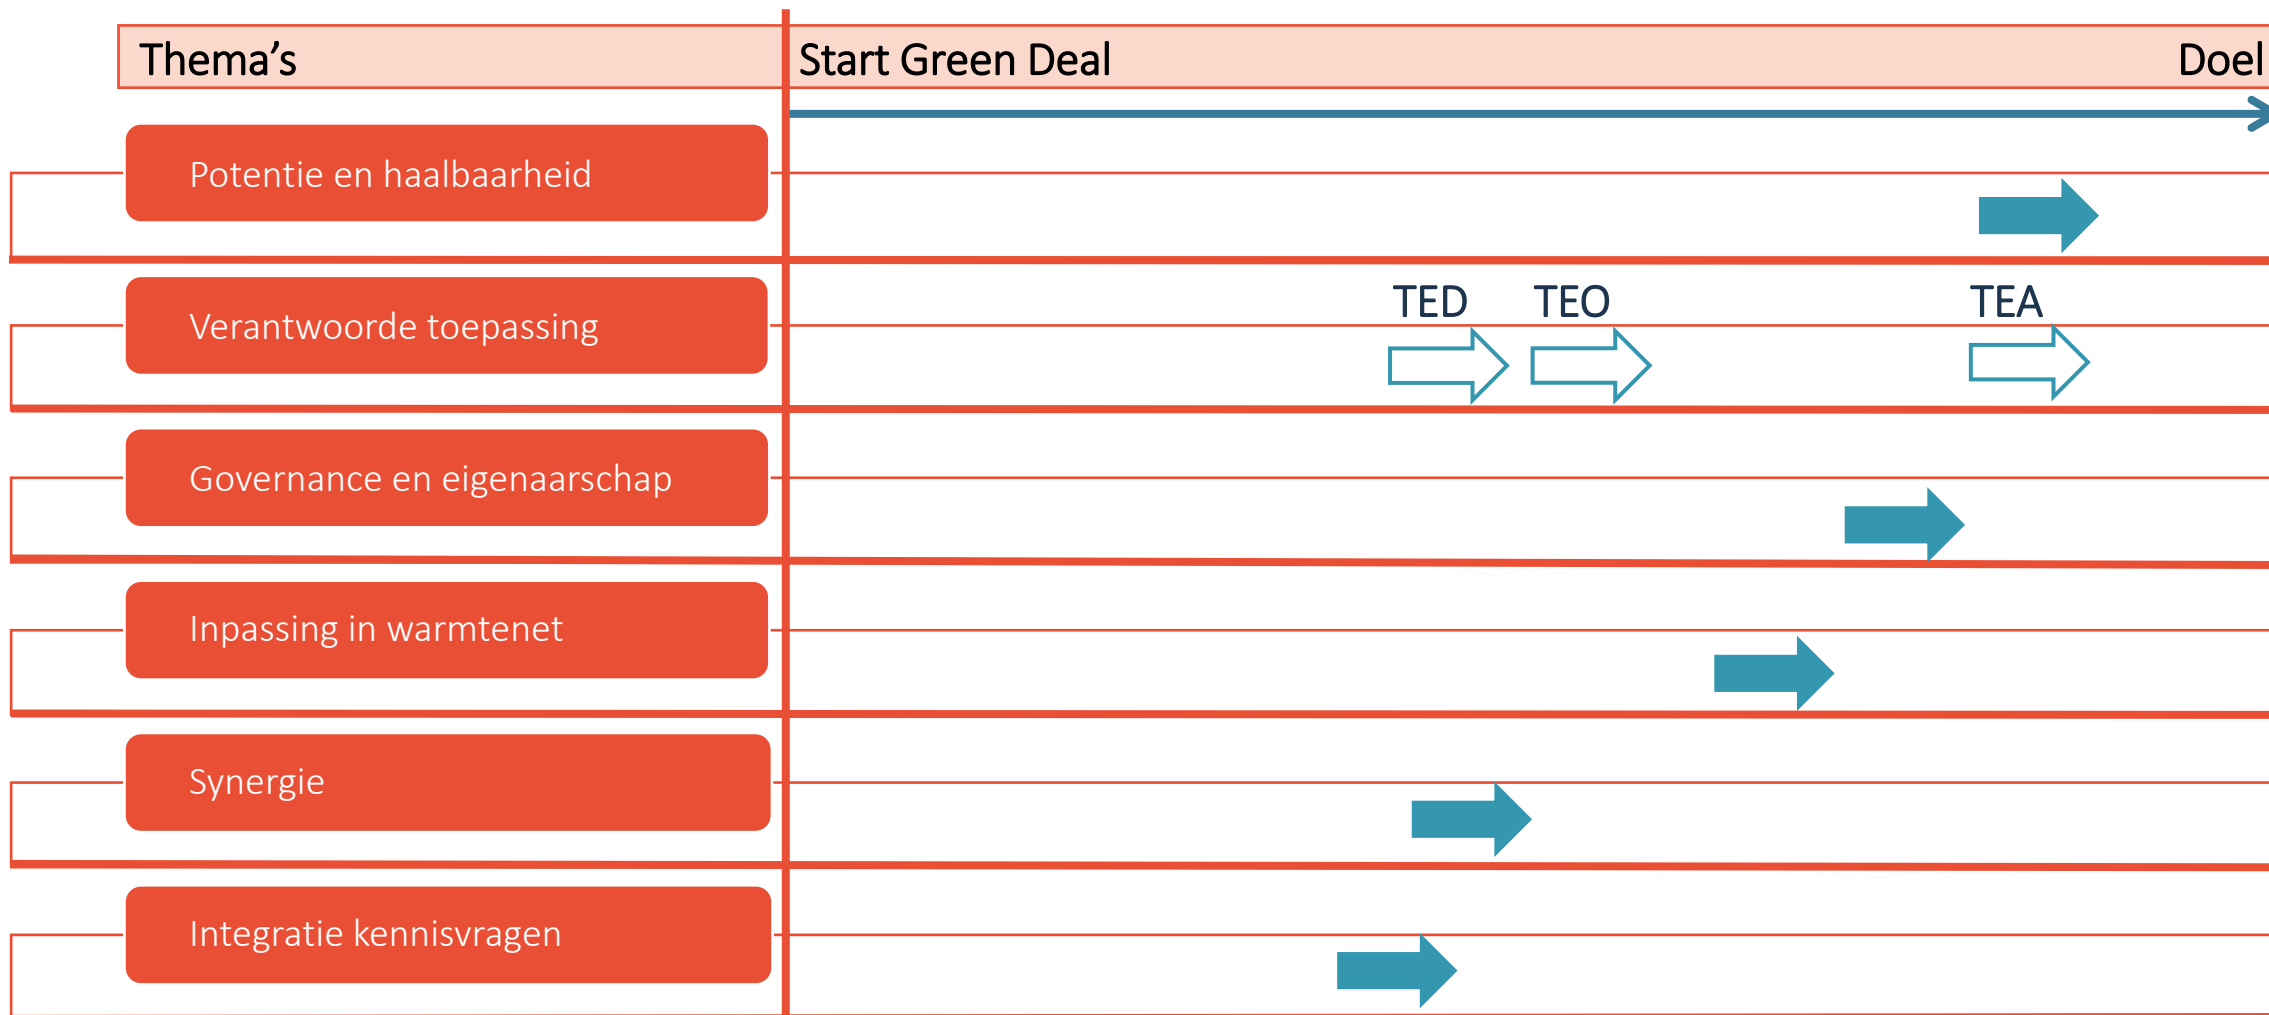 Thema’s
Start Green Deal
Doel
Potentie en haalbaarheid
Verantwoorde toepassing
TED
TEO
TEA
Governance en eigenaarschap
Inpassing in warmtenet
Synergie
Integratie kennisvragen